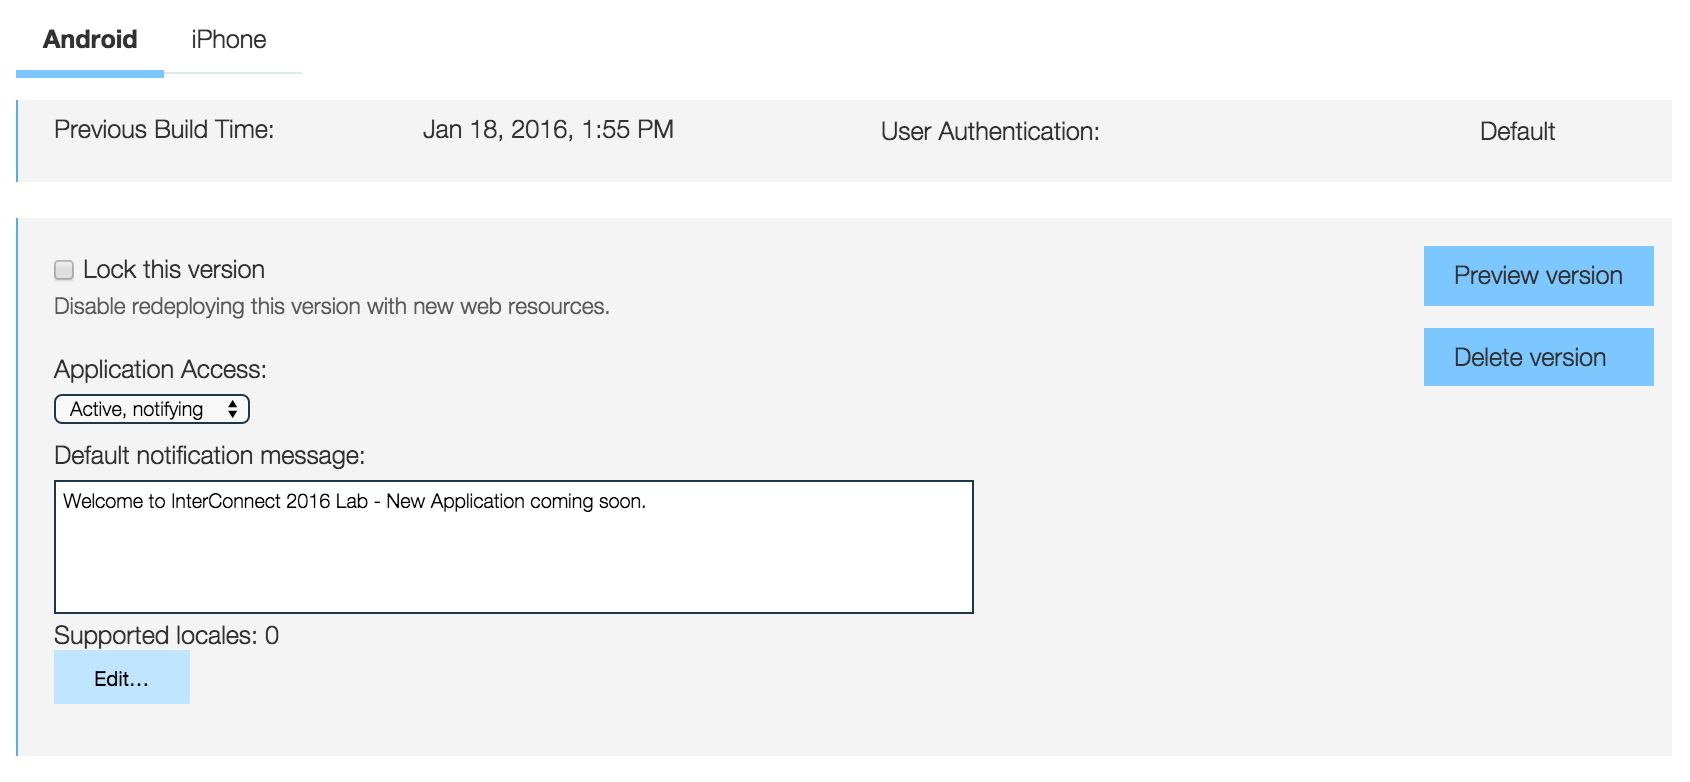 Android iPhone
Previous Build Time: Jan 18, 2016, 1:55 PM User Authentication: Default
Lock this version
Disable redeploying this version with new web resources.
Preview version
Delete version
Application Access:
Active, notifying
Default notification message:
Welcome to InterConnect 2016 Lab - New Application coming soon.
Supported locales: 0
Edit...